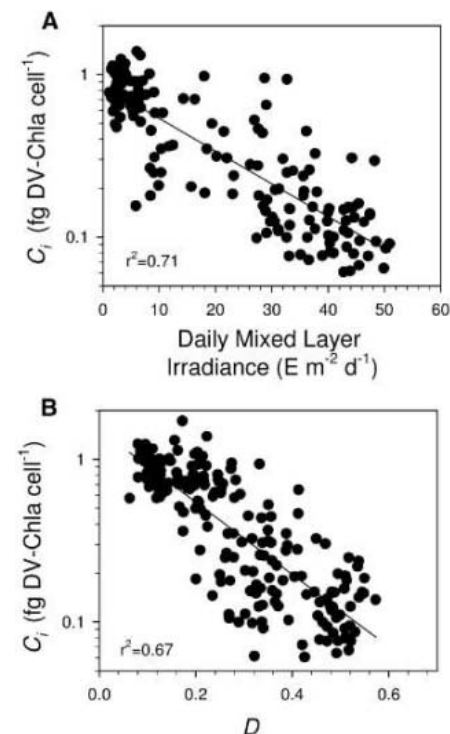 A
C_i (fg DV-Chla cell⁻¹)
1
0.1
r²=0.71
0 10 20 30 40 50 60
Daily Mixed Layer
Irradiance (E m⁻² d⁻¹)
B
C_i (fg DV-Chla cell⁻¹)
1
0.1
r²=0.67
0.0 0.2 0.4 0.6
D